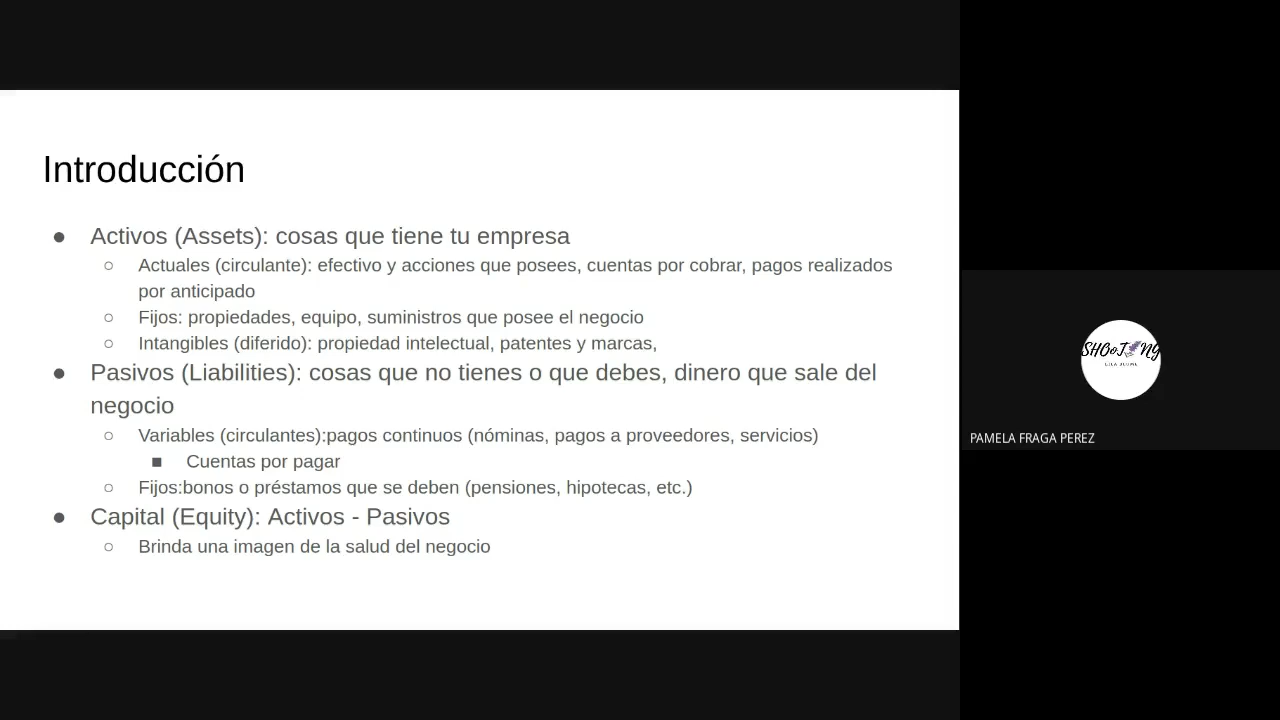 Introducción
● Activos (Assets): cosas que tiene tu empresa
○ Actuales (circulante): efectivo y acciones que posees, cuentas por cobrar, pagos realizados
por anticipado
○ Fijos: propiedades, equipo, suministros que posee el negocio
○ Intangibles (diferido): propiedad intelectual, patentes y marcas,
● Pasivos (Liabilities): cosas que no tienes o que debes, dinero que sale del
negocio
○ Variables (circulantes):pagos continuos (nóminas, pagos a proveedores, servicios)
■ Cuentas por pagar
○ Fijos:bonos o préstamos que se deben (pensiones, hipotecas, etc.)
● Capital (Equity): Activos - Pasivos
○ Brinda una imagen de la salud del negocio
PAMELA FRAGA PEREZ